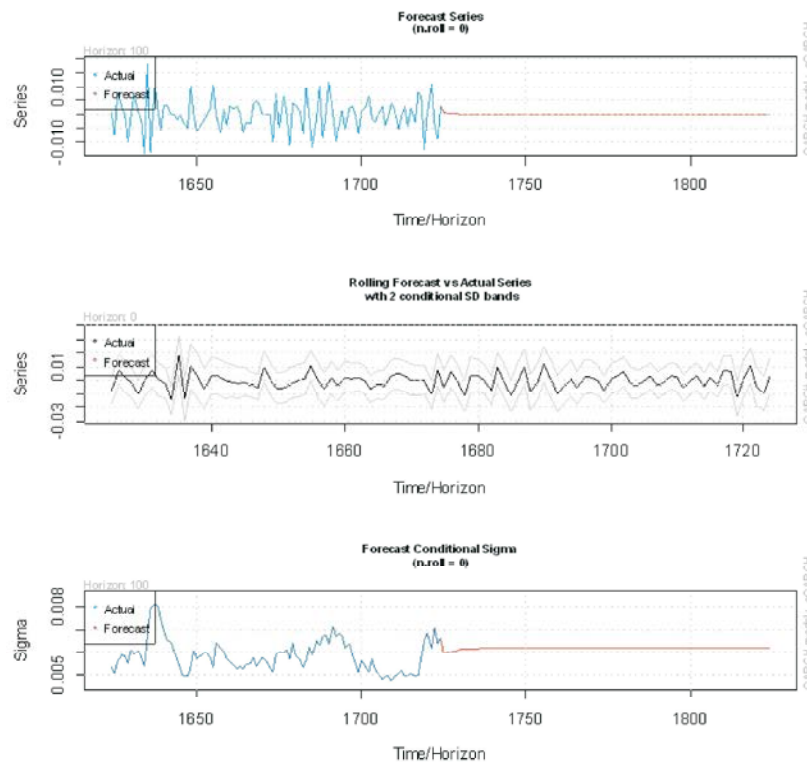 Forecast Series
(n.roll = 0)
Horizon: 100
Actual
Forecast
Series
0.010
-0.010
1650
1700
1750
1800
Time/Horizon
Rolling Forecast vs Actual Series
wth 2 conditional SD bands
Horizon: 0
Actual
Forecast
Series
0.01
-0.03
1640
1660
1680
1700
1720
Time/Horizon
Forecast Conditional Sigma
(n.roll = 0)
Horizon: 100
Actual
Forecast
Sigma
0.008
0.005
1650
1700
1750
1800
Time/Horizon